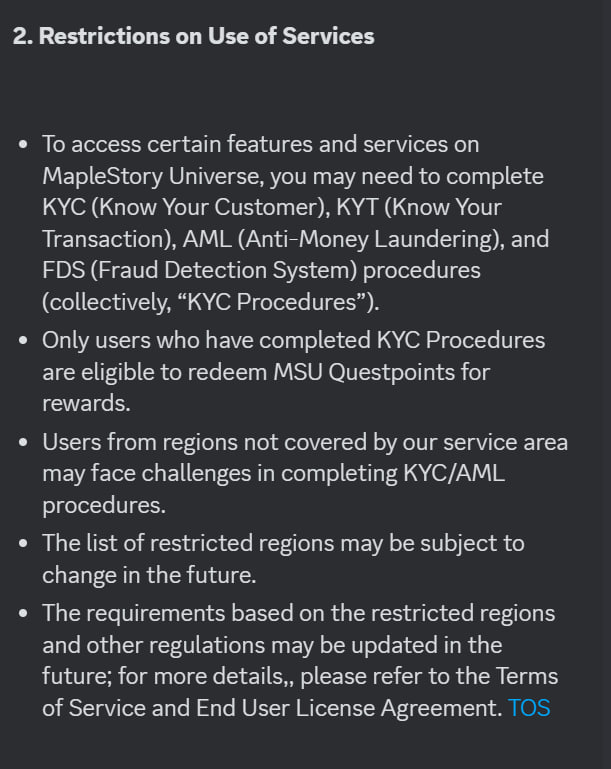 2. Restrictions on Use of Services
• To access certain features and services on
MapleStory Universe, you may need to complete
KYC (Know Your Customer), KYT (Know Your
Transaction), AML (Anti-Money Laundering), and
FDS (Fraud Detection System) procedures
(collectively, “KYC Procedures”).
• Only users who have completed KYC Procedures
are eligible to redeem MSU Questpoints for
rewards.
• Users from regions not covered by our service area
may face challenges in completing KYC/AML
procedures.
• The list of restricted regions may be subject to
change in the future.
• The requirements based on the restricted regions
and other regulations may be updated in the
future; for more details,, please refer to the Terms
of Service and End User License Agreement. TOS